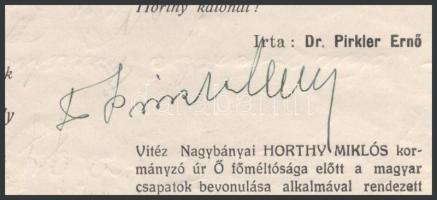 Horthy katonái!
Irta: Dr. Pirkler Ernő
k
ly
Vitéz Nagybányai HORTHY MIKLÓS kor-
mányzó úr Ő főméltósága előtt a magyar
csapatok bevonulása alkalmával rendezett